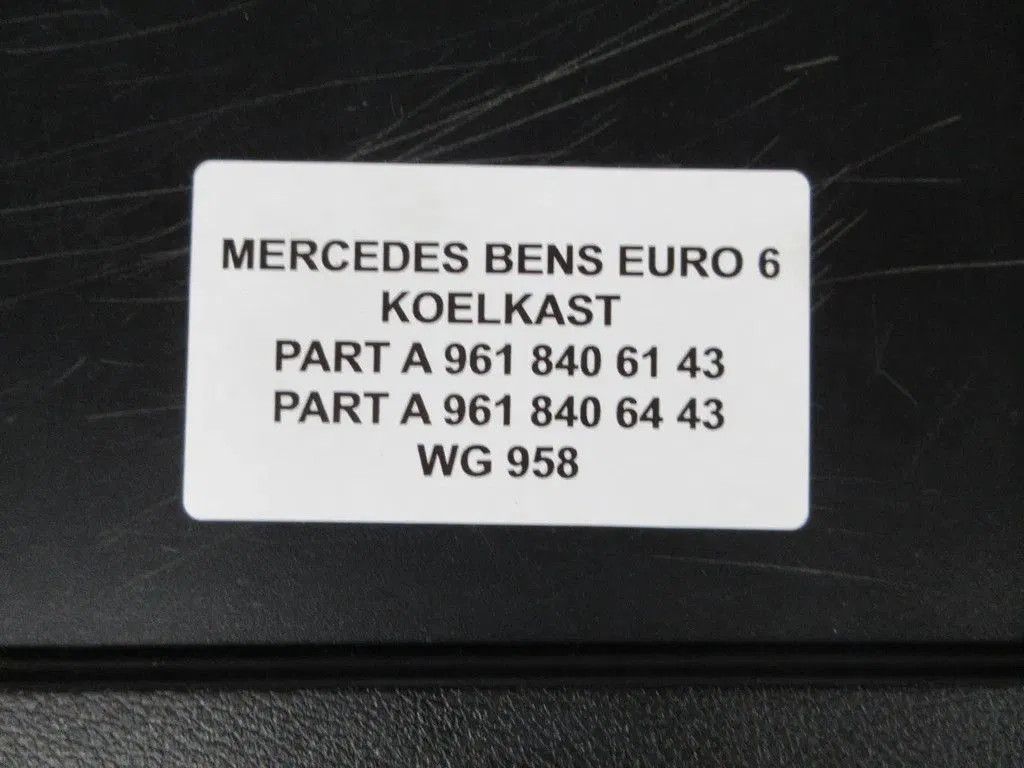 MERCEDES BENS EURO 6
KOELKAST
PART A 961 840 61 43
PART A 961 840 64 43
WG 958